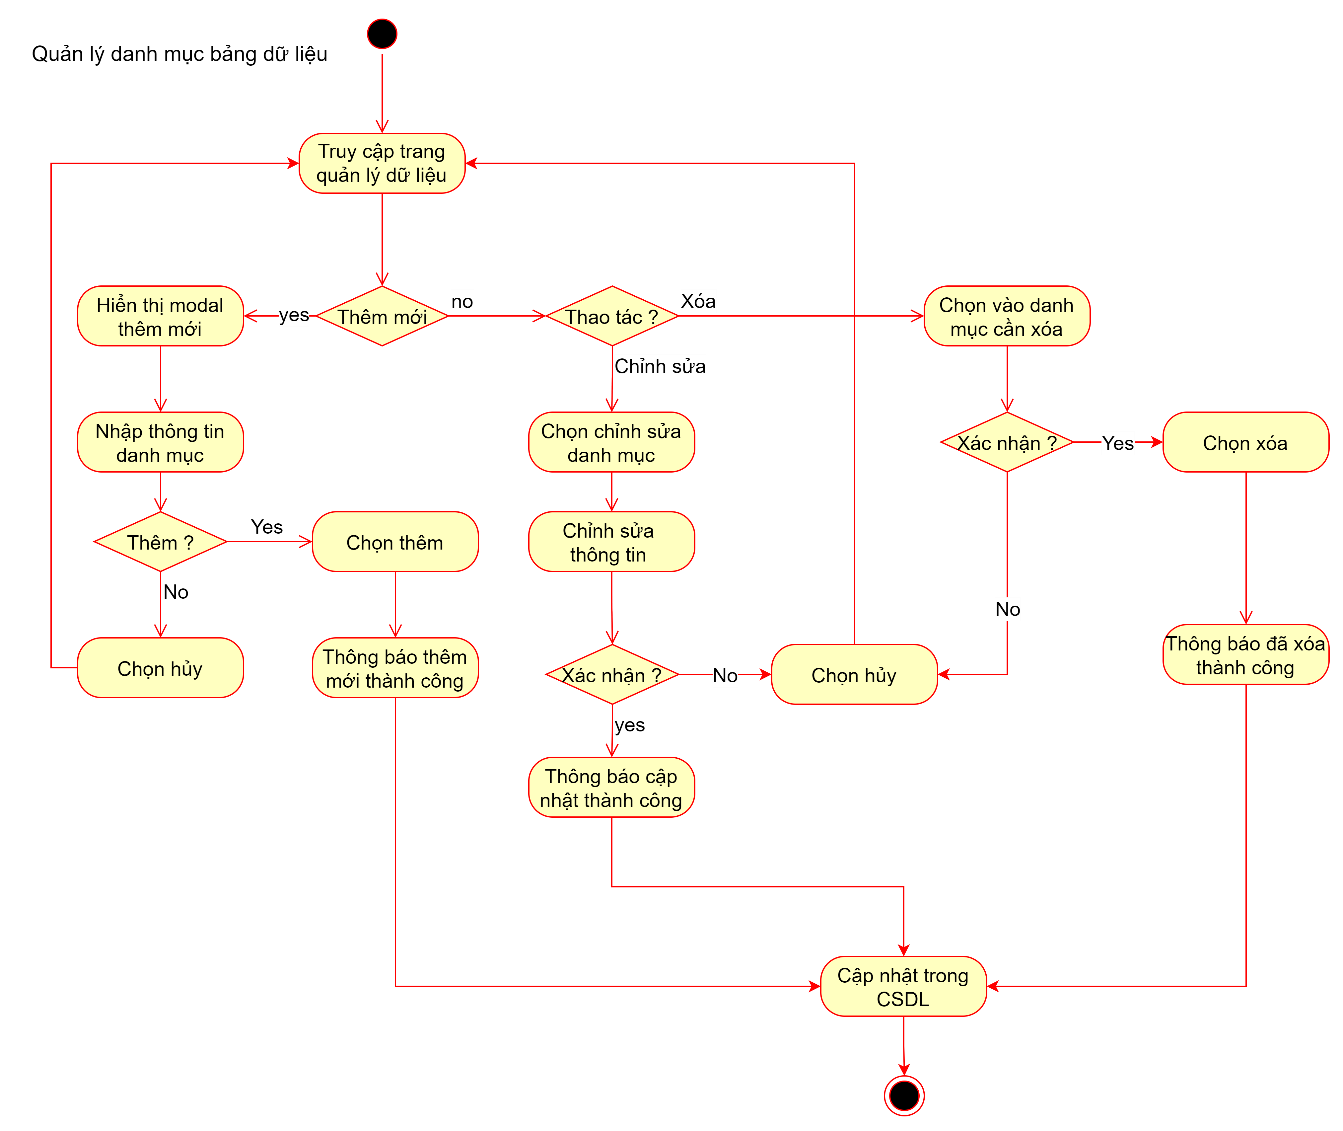 Quản lý danh mục bảng dữ liệu
Truy cập trang
quản lý dữ liệu
Hiển thị modal
thêm mới
yes
Thêm mới
no
Thao tác ?
Xóa
Chọn vào danh
mục cần xóa
Chỉnh sửa
Nhập thông tin
danh mục
Chọn chỉnh sửa
danh mục
Xác nhận ?
Yes
Chọn xóa
Thêm ?
Yes
Chọn thêm
Chỉnh sửa
thông tin
No
No
Chọn hủy
Thông báo thêm
mới thành công
Xác nhận ?
No
Chọn hủy
Thông báo đã xóa
thành công
yes
Thông báo cập
nhật thành công
Cập nhật trong
CSDL